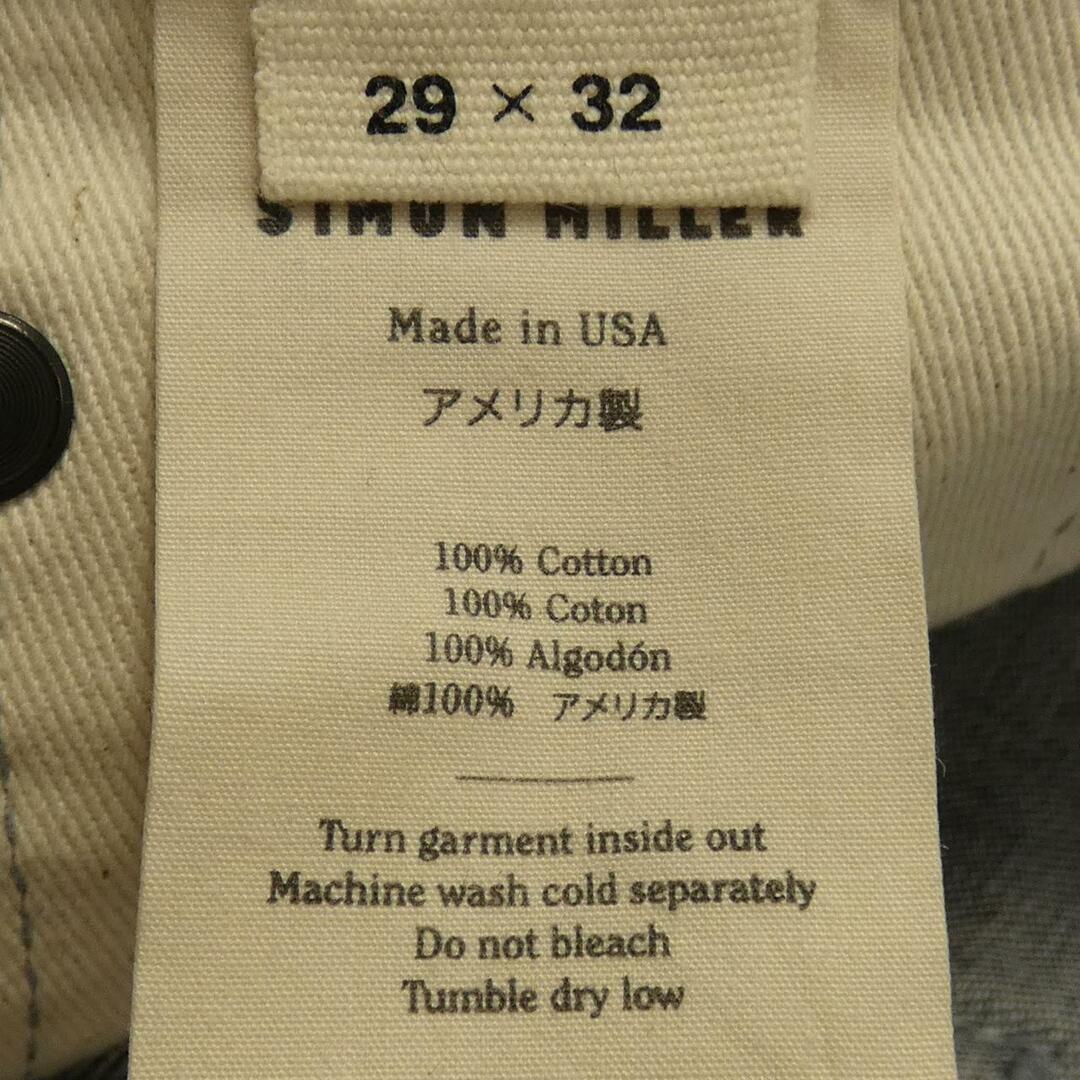 29 × 32
SIMON MILLER
Made in USA
アメリカ製
100% Cotton
100% Coton
100% Algodón
綿100% アメリカ製
Turn garment inside out
Machine wash cold separately
Do not bleach
Tumble dry low